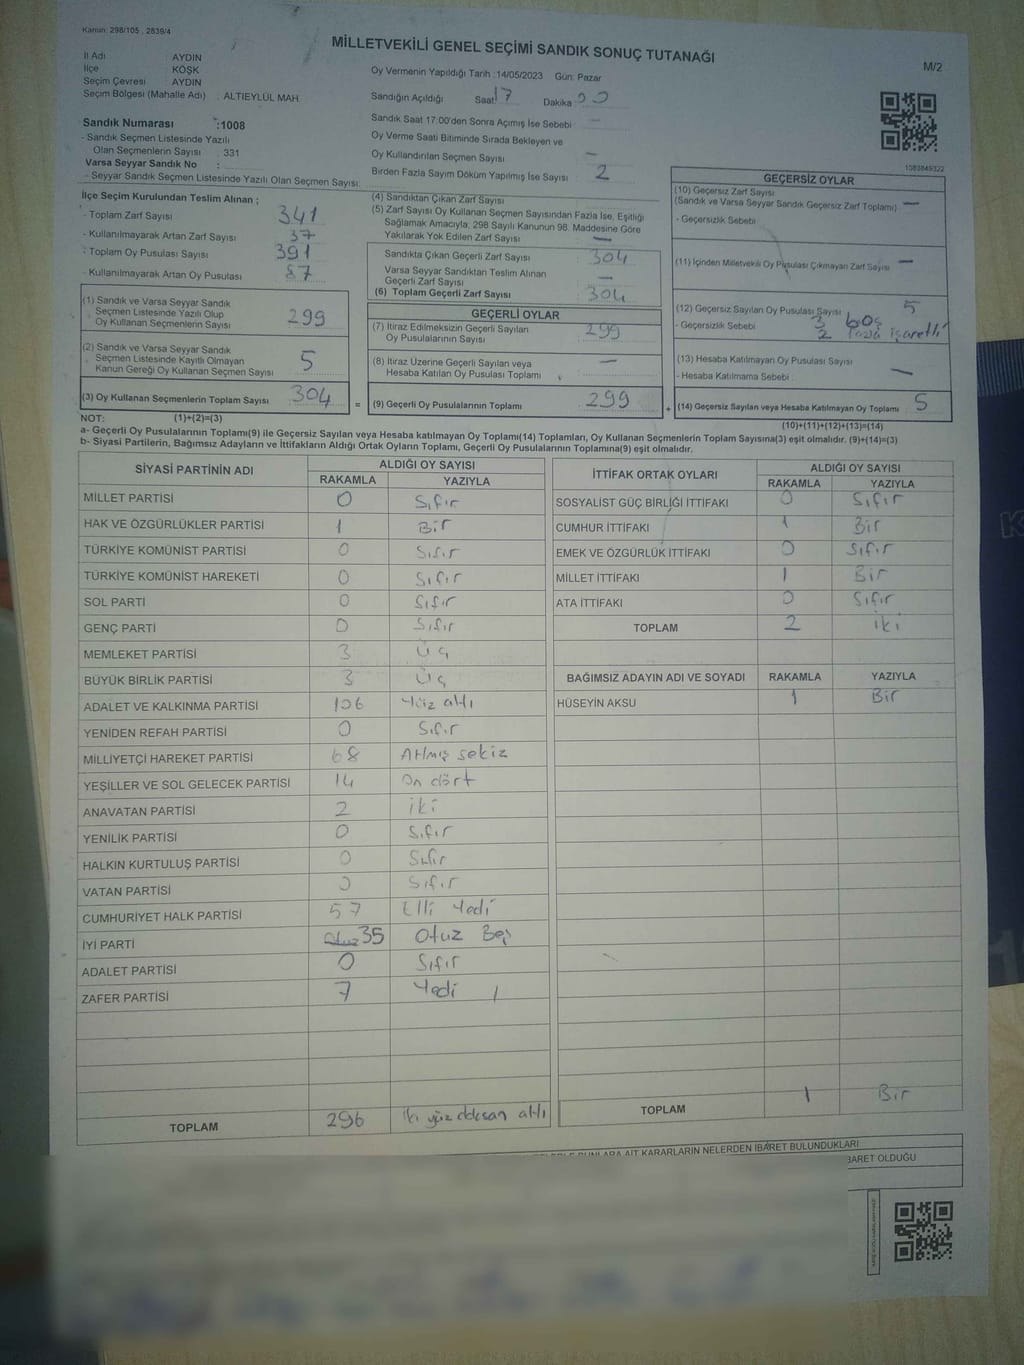 Kanun: 298/105 , 2839/4
MİLLETVEKİLİ GENEL SEÇİMİ SANDIK SONUÇ TUTANAĞI
M/2
İl Adı AYDIN
İlçe KÖŞK
Seçim Çevresi AYDIN
Seçim Bölgesi (Mahalle Adı) : ALTIEYLÜL MAH.
Sandık Numarası :1008
- Sandık Seçmen Listesinde Yazılı
Olan Seçmenlerin Sayısı : 331
Varsa Seyyar Sandık No :
- Seyyar Sandık Seçmen Listesinde Yazılı Olan Seçmen Sayısı:
Oy Vermenin Yapıldığı Tarih :14/05/2023 Gün: Pazar
Sandığın Açıldığı Saat 17 Dakika 00
Sandık Saat 17:00'den Sonra Açılmış İse Sebebi : —
Oy Verme Saati Bitiminde Sırada Bekleyen ve
Oy Kullandırılan Seçmen Sayısı —
Birden Fazla Sayım Döküm Yapılmış İse Sayısı 2
1083849322
İlçe Seçim Kurulundan Teslim Alınan ;
- Toplam Zarf Sayısı 341
- Kullanılmayarak Artan Zarf Sayısı 37
- Toplam Oy Pusulası Sayısı 391
- Kullanılmayarak Artan Oy Pusulası 87
(1) Sandık ve Varsa Seyyar Sandık
Seçmen Listesinde Yazılı Olup
Oy Kullanan Seçmenlerin Sayısı 299
(2) Sandık ve Varsa Seyyar Sandık
Seçmen Listesinde Kayıtlı Olmayan
Kanun Gereği Oy Kullanan Seçmen Sayısı 5
(3) Oy Kullanan Seçmenlerin Toplam Sayısı 304 =
(4) Sandıktan Çıkan Zarf Sayısı
(5) Zarf Sayısı Oy Kullanan Seçmen Sayısından Fazla İse, Eşitliği
Sağlamak Amacıyla, 298 Sayılı Kanunun 98. Maddesine Göre
Yakılarak Yok Edilen Zarf Sayısı —
Sandıkta Çıkan Geçerli Zarf Sayısı 304
Varsa Seyyar Sandıktan Teslim Alınan
Geçerli Zarf Sayısı —
(6) Toplam Geçerli Zarf Sayısı 304
GEÇERLİ OYLAR
(7) İtiraz Edilmeksizin Geçerli Sayılan
Oy Pusulalarının Sayısı 299
(8) İtiraz Üzerine Geçerli Sayılan veya
Hesaba Katılan Oy Pusulası Toplamı —
(9) Geçerli Oy Pusulalarının Toplamı 299 +
GEÇERSİZ OYLAR
(10) Geçersiz Zarf Sayısı
(Sandık ve Varsa Seyyar Sandık Geçersiz Zarf Toplamı) —
- Geçersizlik Sebebi :
(11) İçinden Milletvekili Oy Pusulası Çıkmayan Zarf Sayısı —
(12) Geçersiz Sayılan Oy Pusulası Sayısı 5
- Geçersizlik Sebebi : 3 boş
2 fazla işaretli
(13) Hesaba Katılmayan Oy Pusulası Sayısı
- Hesaba Katılmama Sebebi : —
(14) Geçersiz Sayılan veya Hesaba Katılmayan Oy Toplamı 5
NOT: (1)+(2)=(3)
(10)+(11)+(12)+(13)=(14)
a- Geçerli Oy Pusulalarının Toplamı(9) ile Geçersiz Sayılan veya Hesaba katılmayan Oy Toplamı(14) Toplamları, Oy Kullanan Seçmenlerin Toplam Sayısına(3) eşit olmalıdır. (9)+(14)=(3)
b- Siyasi Partilerin, Bağımsız Adayların ve İttifakların Aldığı Ortak Oyların Toplamı, Geçerli Oy Pusulalarının Toplamına(9) eşit olmalıdır.
SİYASİ PARTİNİN ADI ALDIĞI OY SAYISI
RAKAMLA YAZIYLA
MİLLET PARTİSİ 0 Sıfır
HAK VE ÖZGÜRLÜKLER PARTİSİ 1 Bir
TÜRKİYE KOMÜNİST PARTİSİ 0 Sıfır
TÜRKİYE KOMÜNİST HAREKETİ 0 Sıfır
SOL PARTİ 0 Sıfır
GENÇ PARTİ 0 Sıfır
MEMLEKET PARTİSİ 3 Üç
BÜYÜK BİRLİK PARTİSİ 3 Üç
ADALET VE KALKINMA PARTİSİ 106 Yüz altı
YENİDEN REFAH PARTİSİ 0 Sıfır
MİLLİYETÇİ HAREKET PARTİSİ 68 Atmış sekiz
YEŞİLLER VE SOL GELECEK PARTİSİ 14 On dört
ANAVATAN PARTİSİ 2 iki
YENİLİK PARTİSİ 0 Sıfır
HALKIN KURTULUŞ PARTİSİ 0 Sıfır
VATAN PARTİSİ 0 Sıfır
CUMHURİYET HALK PARTİSİ 57 Elli Yedi
İYİ PARTİ Otuz 35 Otuz Beş
ADALET PARTİSİ 0 Sıfır
ZAFER PARTİSİ 7 Yedi
TOPLAM 296 iki yüz doksan altı
İTTİFAK ORTAK OYLARI ALDIĞI OY SAYISI
RAKAMLA YAZIYLA
SOSYALİST GÜÇ BİRLİĞİ İTTİFAKI 0 Sıfır
CUMHUR İTTİFAKI 1 Bir
EMEK VE ÖZGÜRLÜK İTTİFAKI 0 Sıfır
MİLLET İTTİFAKI 1 Bir
ATA İTTİFAKI 0 Sıfır
TOPLAM 2 iki
BAĞIMSIZ ADAYIN ADI VE SOYADI RAKAMLA YAZIYLA
HÜSEYİN AKSU 1 Bir
TOPLAM 1 Bir
AİT KARARLARIN NELERDEN İBARET BULUNDUKLARI
İBARET OLDUĞU